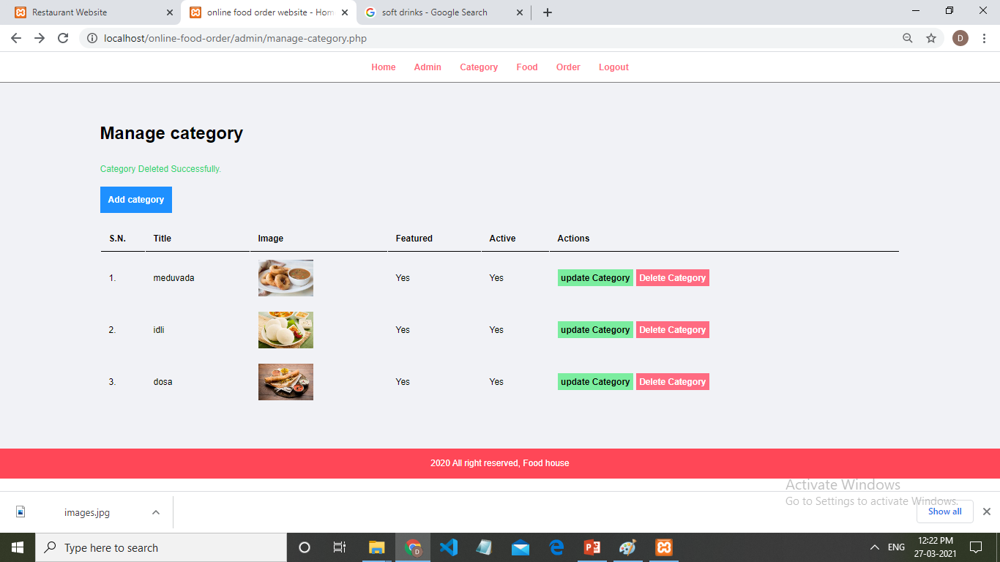 Restaurant Website
online food order website - Hom
soft drinks - Google Search
localhost/online-food-order/admin/manage-category.php
D
Home Admin Category Food Order Logout
Manage category
Category Deleted Successfully.
Add category
S.N. Title Image Featured Active Actions
1. meduvada Yes Yes update Category Delete Category
2. idli Yes Yes update Category Delete Category
3. dosa Yes Yes update Category Delete Category
2020 All right reserved, Food house
Activate Windows
Go to Settings to activate Windows.
images.jpg
Show all
Type here to search
ENG
12:22 PM
27-03-2021